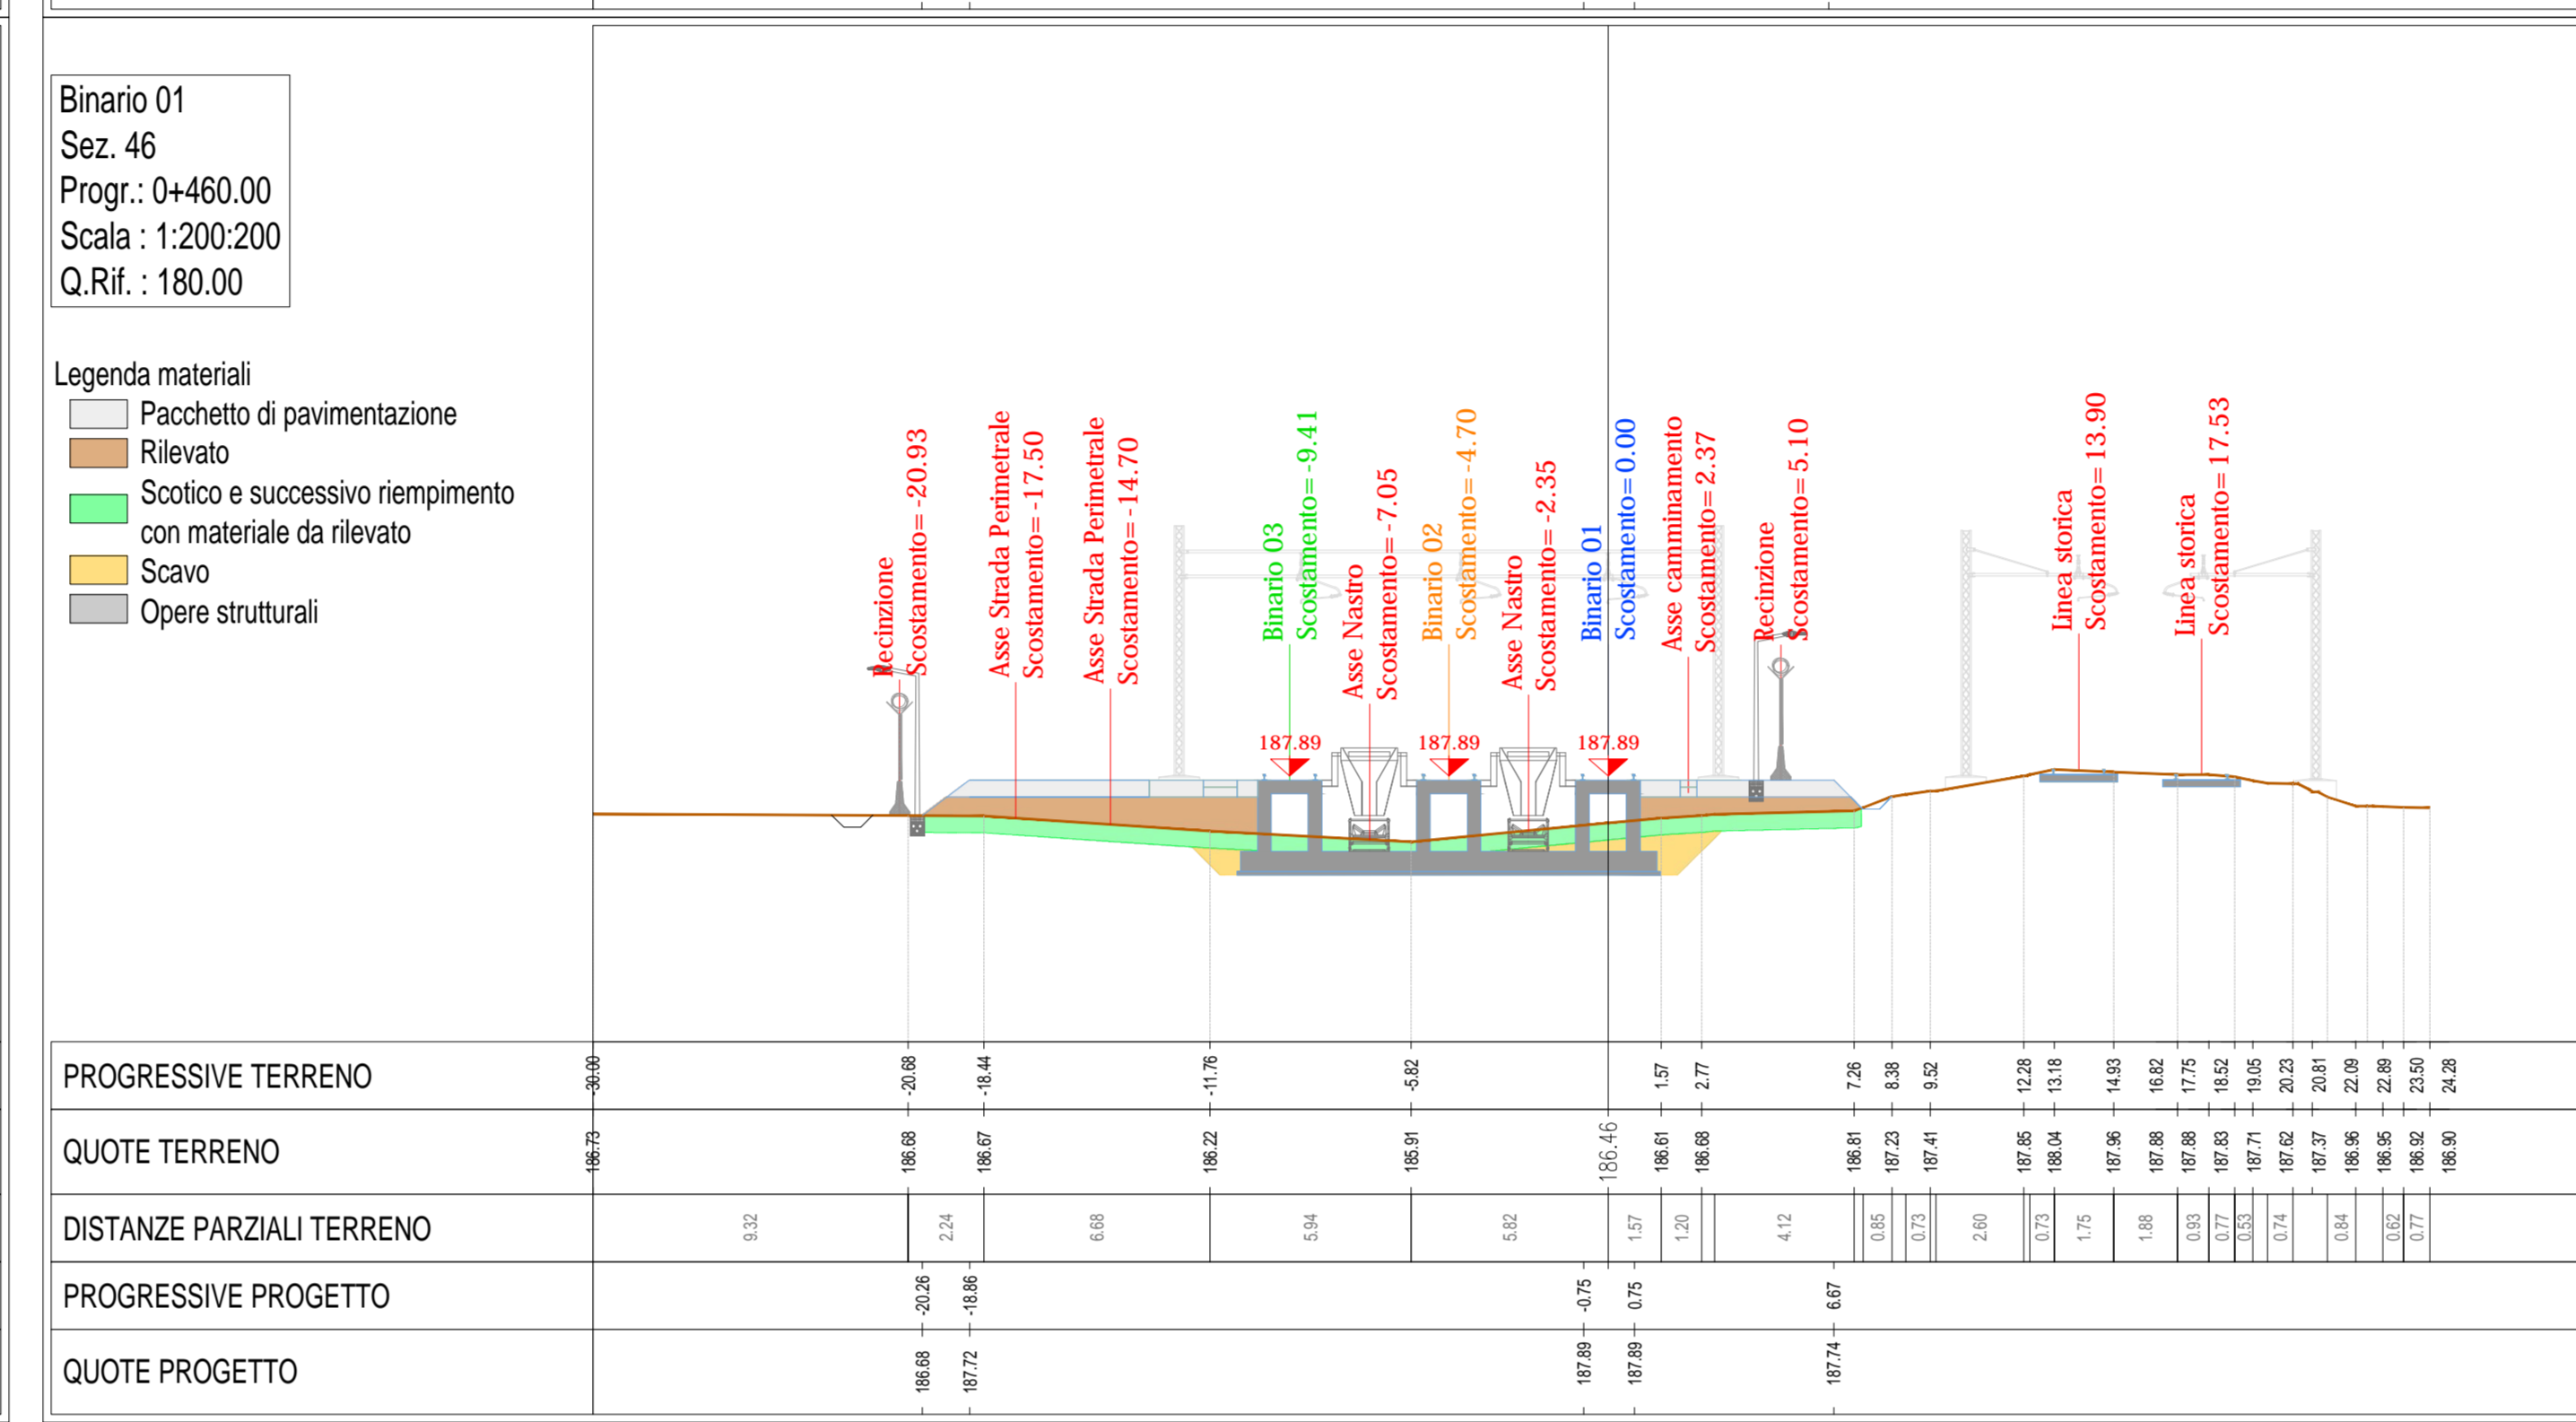 Binario 01
Sez. 46
Progr.: 0+460.00
Scala : 1:200:200
Q.Rif. : 180.00
Legenda materiali
Pacchetto di pavimentazione
Rilevato
Scotico e successivo riempimento
con materiale da rilevato
Scavo
Opere strutturali
Recinzione
Scostamento= -20.93
Asse Strada Perimetrale
Scostamento= -17.50
Asse Strada Perimetrale
Scostamento= -14.70
Binario 03
Scostamento= -9.41
Asse Nastro
Scostamento= -7.05
Binario 02
Scostamento= -4.70
Asse Nastro
Scostamento= -2.35
Binario 01
Scostamento= 0.00
Asse camminamento
Scostamento= 2.37
Recinzione
Scostamento= 5.10
Linea storica
Scostamento= 13.90
Linea storica
Scostamento= 17.53
187.89 187.89 187.89
PROGRESSIVE TERRENO -30.00 -20.68 -18.44 -11.76 -5.82 1.57 2.77 7.26 8.38 9.52 12.28 13.18 14.93 16.82 17.75 18.52 19.05 20.23 20.81 22.09 22.89 23.50 24.28
QUOTE TERRENO 186.73 186.68 186.67 186.22 185.91 186.46 186.61 186.68 186.81 187.23 187.41 187.85 188.04 187.96 187.88 187.88 187.83 187.71 187.62 187.37 186.96 186.95 186.92 186.90
DISTANZE PARZIALI TERRENO 9.32 2.24 6.68 5.94 5.82 1.57 1.20 4.12 0.85 0.73 2.60 0.73 1.75 1.88 0.93 0.77 0.53 0.74 0.84 0.62 0.77
PROGRESSIVE PROGETTO -20.26 -18.86 -0.75 0.75 6.67
QUOTE PROGETTO 186.68 187.72 187.89 187.89 187.74